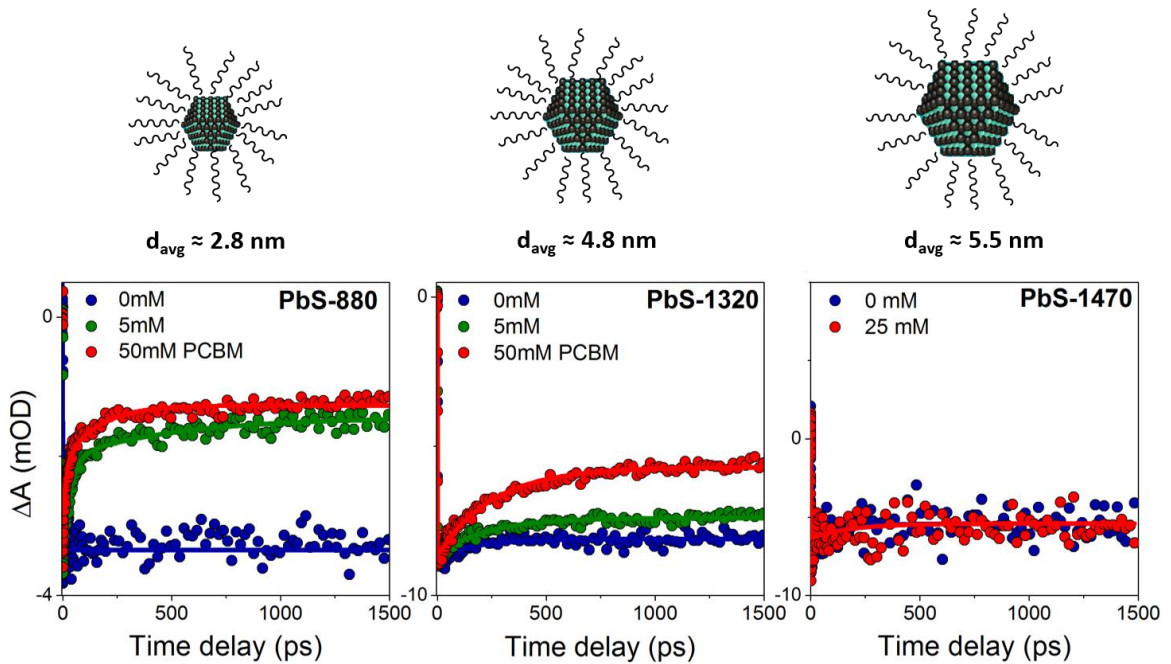 d_avg ≈ 2.8 nm
d_avg ≈ 4.8 nm
d_avg ≈ 5.5 nm
ΔA (mOD)
0
-4
0mM
5mM
50mM PCBM
PbS-880
0 500 1000 1500
Time delay (ps)
0
-10
0mM
5mM
50mM PCBM
PbS-1320
0 500 1000 1500
Time delay (ps)
0
-10
0 mM
25 mM
PbS-1470
0 500 1000 1500
Time delay (ps)